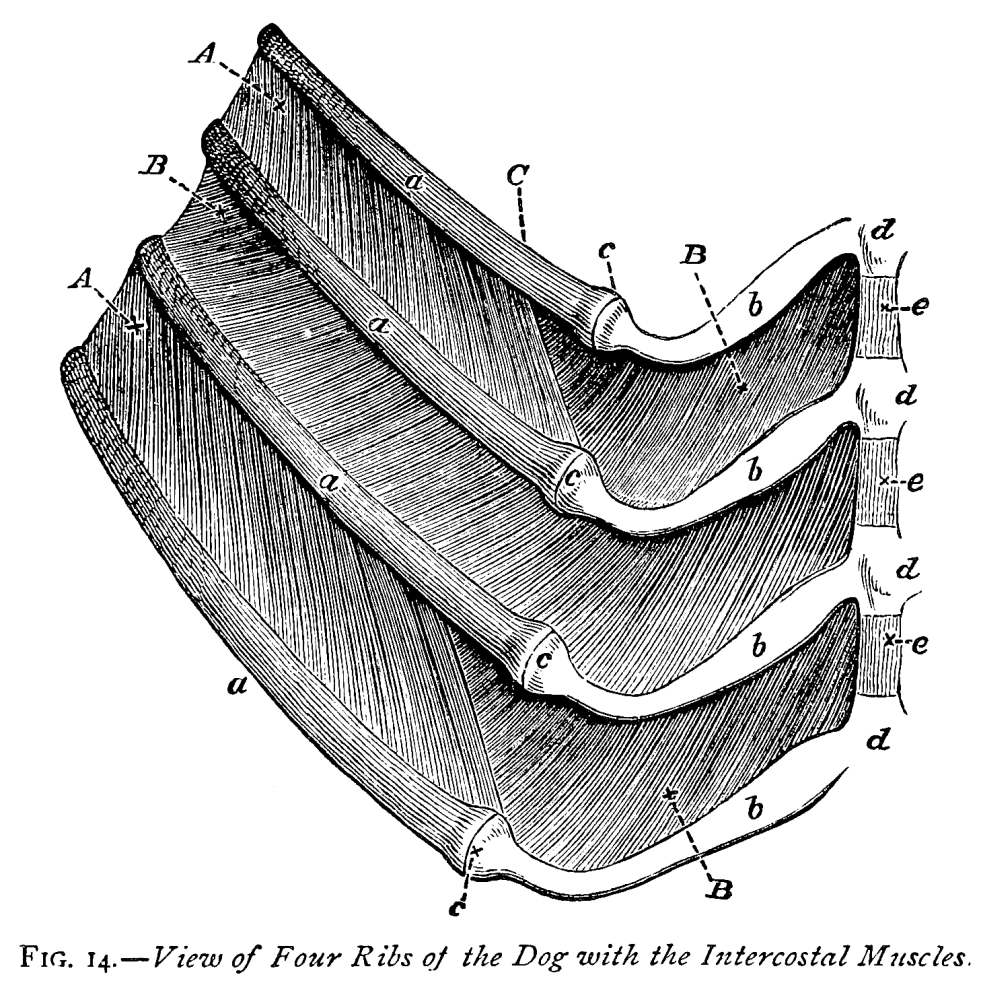 A
B
A
C
c
B
d
e
a
b
d
a
c
b
e
a
c
b
d
e
a
d
b
B
c
FIG. 14.—View of Four Ribs of the Dog with the Intercostal Muscles.